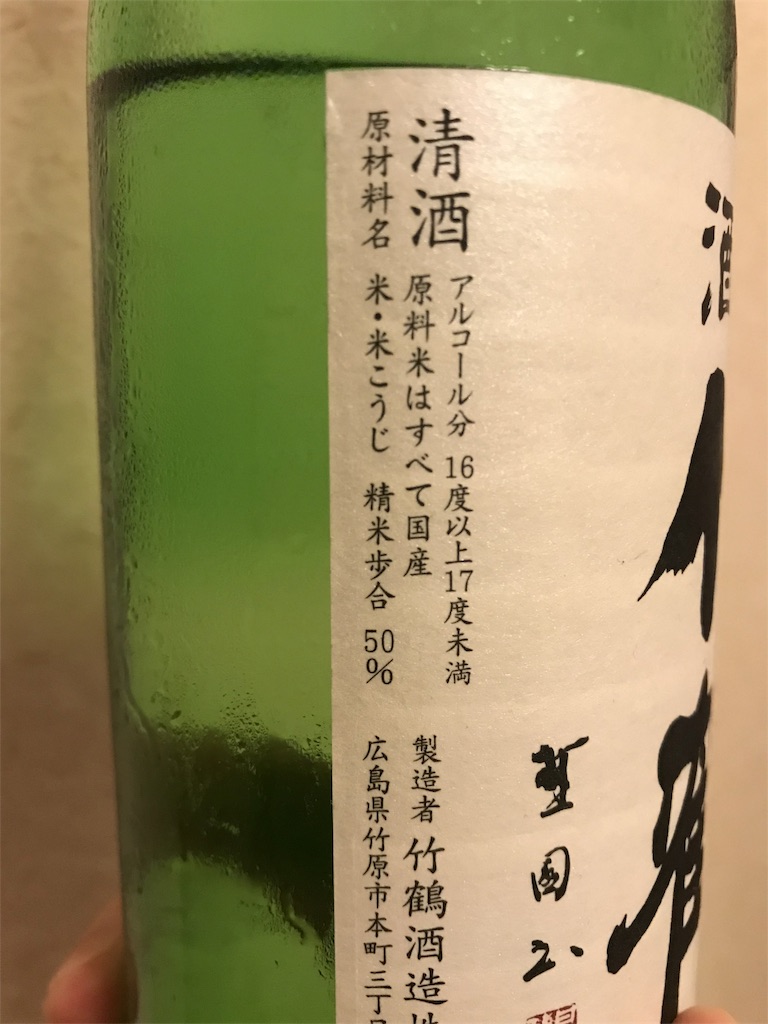 酒
竹鶴
清酒
アルコール分 16度以上17度未満
原料米はすべて国産
原材料名 米・米こうじ 精米歩合 50%
製造者 竹鶴酒造
広島県竹原市本町三丁